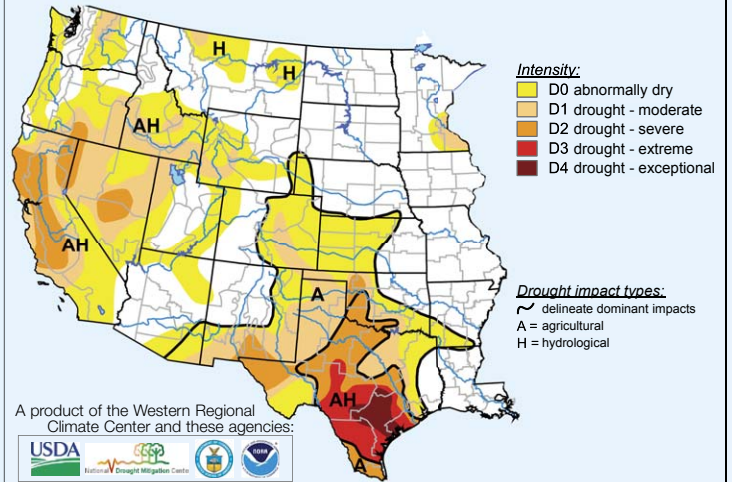 H
H
AH
AH
A
AH
A
Intensity:
D0 abnormally dry
D1 drought - moderate
D2 drought - severe
D3 drought - extreme
D4 drought - exceptional
Drought impact types:
delineate dominant impacts
A = agricultural
H = hydrological
A product of the Western Regional
Climate Center and these agencies:
USDA
National Drought Mitigation Center
NOAA